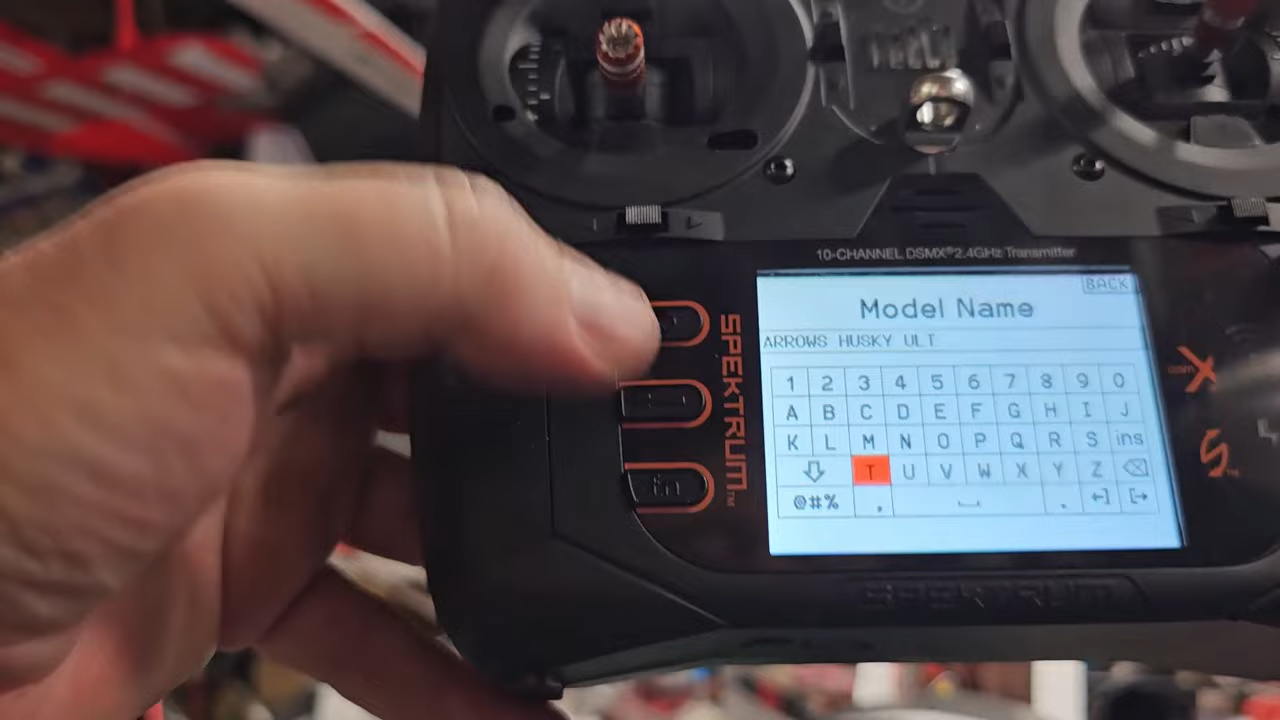 10-CHANNEL DSMX® 2.4GHz Transmitter
BACK
Model Name
ARROWS HUSKY ULT
1 2 3 4 5 6 7 8 9 0
A B C D E F G H I J
K L M N O P Q R S ins
T U V W X Y Z
@#% , .
SPEKTRUM™
SPEKTRUM